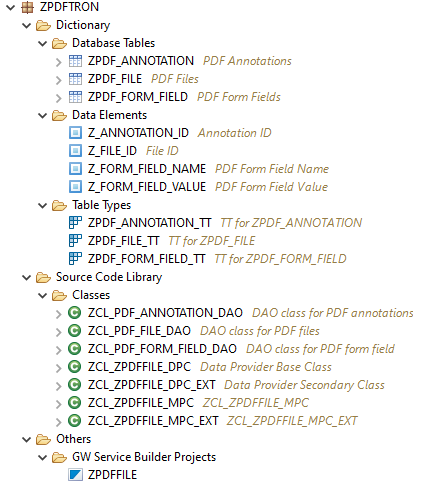 ZPDFTRON
Dictionary
Database Tables
ZPDF_ANNOTATION PDF Annotations
ZPDF_FILE PDF Files
ZPDF_FORM_FIELD PDF Form Fields
Data Elements
Z_ANNOTATION_ID Annotation ID
Z_FILE_ID File ID
Z_FORM_FIELD_NAME PDF Form Field Name
Z_FORM_FIELD_VALUE PDF Form Field Value
Table Types
ZPDF_ANNOTATION_TT TT for ZPDF_ANNOTATION
ZPDF_FILE_TT TT for ZPDF_FILE
ZPDF_FORM_FIELD_TT TT for ZPDF_FORM_FIELD
Source Code Library
Classes
ZCL_PDF_ANNOTATION_DAO DAO class for PDF annotations
ZCL_PDF_FILE_DAO DAO class for PDF files
ZCL_PDF_FORM_FIELD_DAO DAO class for PDF form field
ZCL_ZPDFFILE_DPC Data Provider Base Class
ZCL_ZPDFFILE_DPC_EXT Data Provider Secondary Class
ZCL_ZPDFFILE_MPC ZCL_ZPDFFILE_MPC
ZCL_ZPDFFILE_MPC_EXT ZCL_ZPDFFILE_MPC_EXT
Others
GW Service Builder Projects
ZPDFFILE